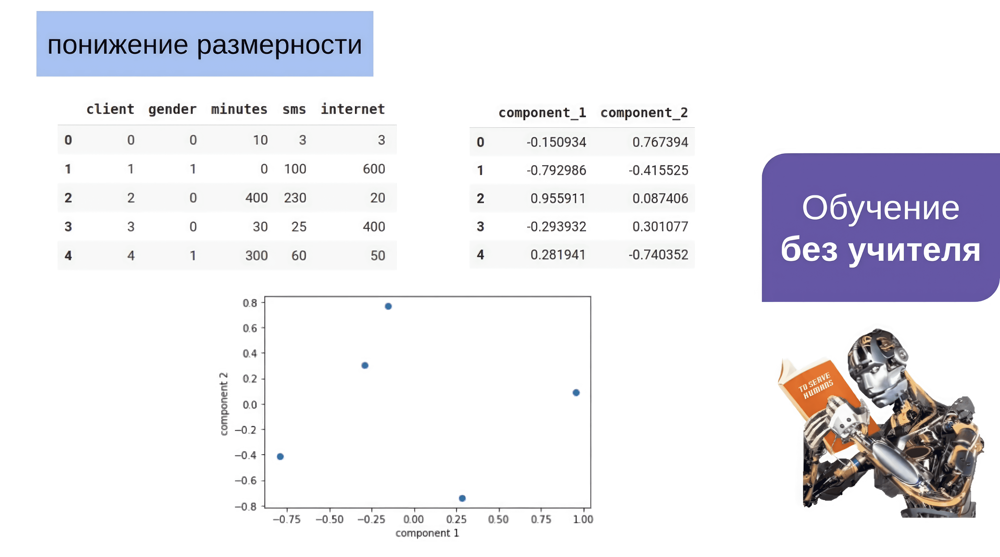 понижение размерности
client gender minutes sms internet
0 0 0 10 3 3
1 1 1 0 100 600
2 2 0 400 230 20
3 3 0 30 25 400
4 4 1 300 60 50
component_1 component_2
0 -0.150934 0.767394
1 -0.792986 -0.415525
2 0.955911 0.087406
3 -0.293932 0.301077
4 0.281941 -0.740352
Обучение
без учителя
0.8
0.6
0.4
0.2
0.0
−0.2
−0.4
−0.6
−0.8
component 2
−0.75 −0.50 −0.25 0.00 0.25 0.50 0.75 1.00
component 1
TO SERVE
HUMANS